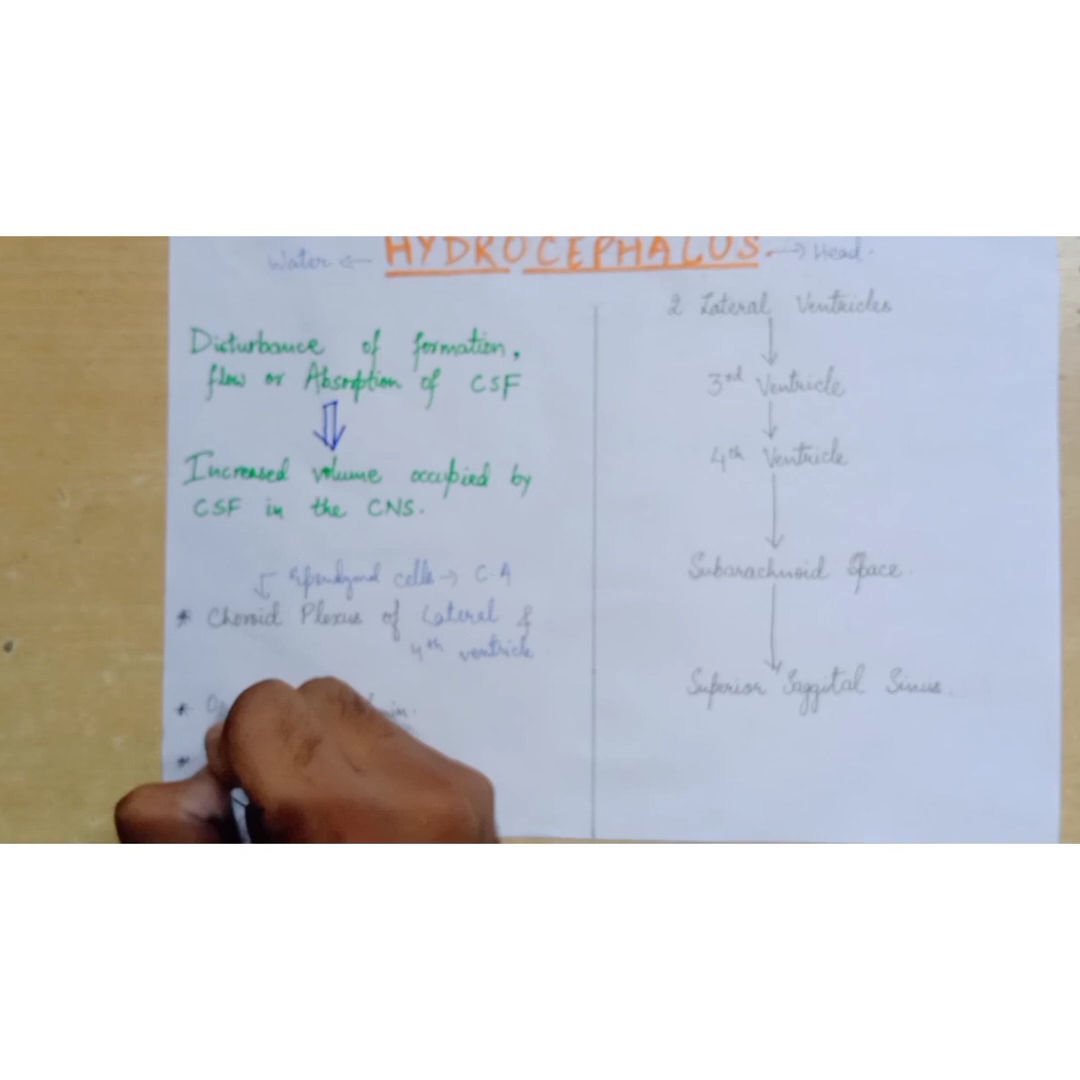 Water ← HYDROCEPHALUS → Head.
Disturbance of formation,
flow or Absorption of CSF
⇓
Increased volume occupied by
CSF in the CNS.
Ependymal cells → C.A
* Choroid Plexus of Lateral &
4th ventricle
*
*
2 Lateral Ventricles
↓
3rd Ventricle
↓
4th Ventricle
↓
Subarachnoid Space
↓
Superior Saggital Sinus.